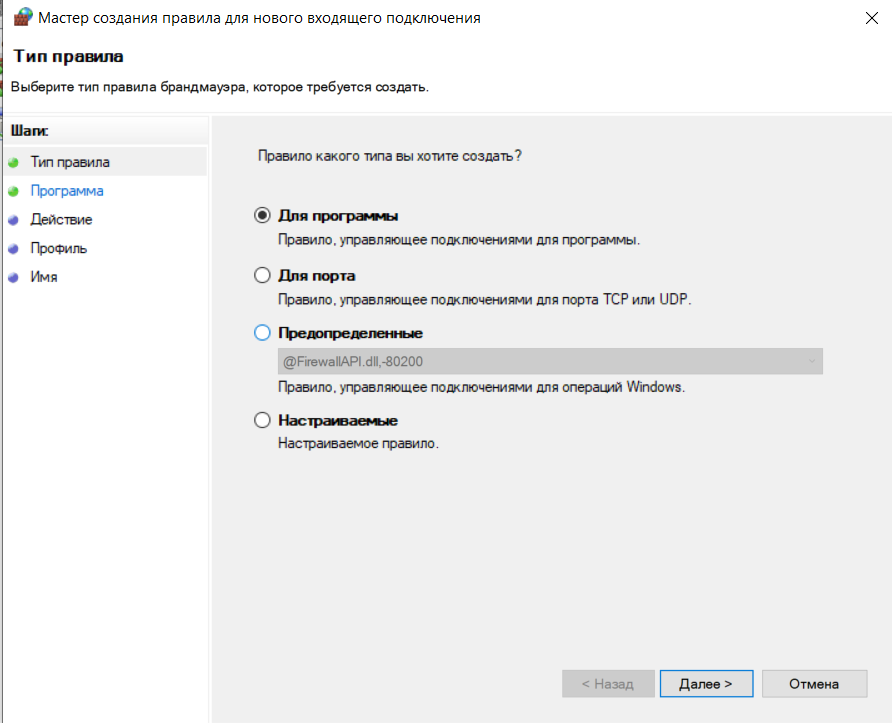 Мастер создания правила для нового входящего подключения
Тип правила
Выберите тип правила брандмауэра, которое требуется создать.
Шаги:
Тип правила
Программа
Действие
Профиль
Имя
Правило какого типа вы хотите создать?
Для программы
Правило, управляющее подключениями для программы.
Для порта
Правило, управляющее подключениями для порта TCP или UDP.
Предопределенные
@FirewallAPI.dll,-80200
Правило, управляющее подключениями для операций Windows.
Настраиваемые
Настраиваемое правило.
< Назад
Далее >
Отмена